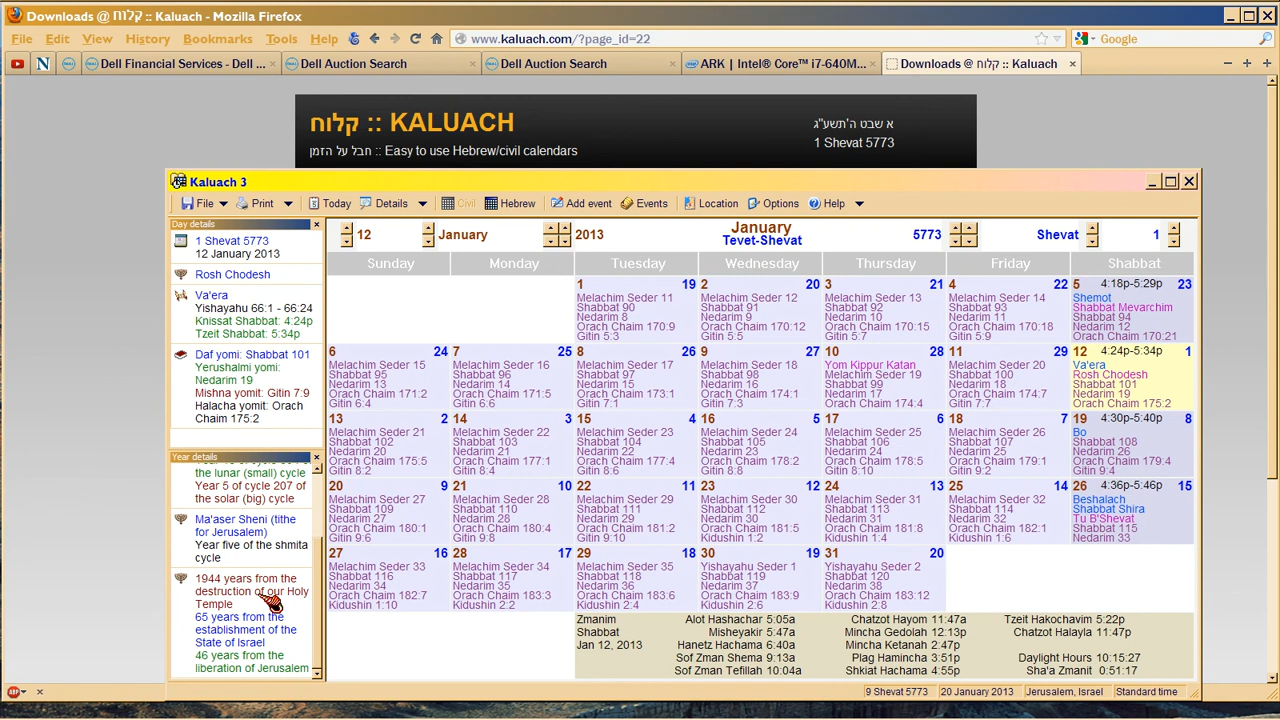 Downloads @ קלוח :: Kaluach - Mozilla Firefox
File Edit View History Bookmarks Tools Help www.kaluach.com/?page_id=22 Google
Dell Financial Services - Dell ... Dell Auction Search Dell Auction Search ARK | Intel® Core™ i7-640M... Downloads @ קלוח :: Kaluach
קלוח :: KALUACH
חבל על הזמן :: Easy to use Hebrew/civil calendars
א שבט ה'תשע"ג
1 Shevat 5773
Kaluach 3
File Print Today Details Civil Hebrew Add event Events Location Options Help
Day details
1 Shevat 5773
12 January 2013
Rosh Chodesh
Va'era
Yishayahu 66:1 - 66:24
Knissat Shabbat: 4:24p
Tzeit Shabbat: 5:34p
Daf yomi: Shabbat 101
Yerushalmi yomi:
Nedarim 19
Mishna yomit: Gitin 7:9
Halacha yomit: Orach
Chaim 175:2
Year details
the lunar (small) cycle
Year 5 of cycle 207 of
the solar (big) cycle
Ma'aser Sheni (tithe
for Jerusalem)
Year five of the shmita
cycle
1944 years from the
destruction of our Holy
Temple
65 years from the
establishment of the
State of Israel
46 years from the
liberation of Jerusalem
12 January 2013 January 5773 Shevat 1
Tevet-Shevat
Sunday Monday Tuesday Wednesday Thursday Friday Shabbat
1 19
Melachim Seder 11
Shabbat 90
Nedarim 8
Orach Chaim 170:9
Gitin 5:3
2 20
Melachim Seder 12
Shabbat 91
Nedarim 9
Orach Chaim 170:12
Gitin 5:5
3 21
Melachim Seder 13
Shabbat 92
Nedarim 10
Orach Chaim 170:15
Gitin 5:7
4 22
Melachim Seder 14
Shabbat 93
Nedarim 11
Orach Chaim 170:18
Gitin 5:9
5 4:18p-5:29p 23
Shemot
Shabbat Mevarchim
Shabbat 94
Nedarim 12
Orach Chaim 170:21
6 24
Melachim Seder 15
Shabbat 95
Nedarim 13
Orach Chaim 171:2
Gitin 6:4
7 25
Melachim Seder 16
Shabbat 96
Nedarim 14
Orach Chaim 171:5
Gitin 6:6
8 26
Melachim Seder 17
Shabbat 97
Nedarim 15
Orach Chaim 173:1
Gitin 7:1
9 27
Melachim Seder 18
Shabbat 98
Nedarim 16
Orach Chaim 174:1
Gitin 7:3
10 28
Yom Kippur Katan
Melachim Seder 19
Shabbat 99
Nedarim 17
Orach Chaim 174:4
11 29
Melachim Seder 20
Shabbat 100
Nedarim 18
Orach Chaim 174:7
Gitin 7:7
12 4:24p-5:34p 1
Va'era
Rosh Chodesh
Shabbat 101
Nedarim 19
Orach Chaim 175:2
13 2
Melachim Seder 21
Shabbat 102
Nedarim 20
Orach Chaim 175:5
Gitin 8:2
14 3
Melachim Seder 22
Shabbat 103
Nedarim 21
Orach Chaim 177:1
Gitin 8:4
15 4
Melachim Seder 23
Shabbat 104
Nedarim 22
Orach Chaim 177:4
Gitin 8:6
16 5
Melachim Seder 24
Shabbat 105
Nedarim 23
Orach Chaim 178:2
Gitin 8:8
17 6
Melachim Seder 25
Shabbat 106
Nedarim 24
Orach Chaim 178:5
Gitin 8:10
18 7
Melachim Seder 26
Shabbat 107
Nedarim 25
Orach Chaim 179:1
Gitin 9:2
19 4:30p-5:40p 8
Bo
Shabbat 108
Nedarim 26
Orach Chaim 179:4
Gitin 9:4
20 9
Melachim Seder 27
Shabbat 109
Nedarim 27
Orach Chaim 180:1
Gitin 9:6
21 10
Melachim Seder 28
Shabbat 110
Nedarim 28
Orach Chaim 180:4
Gitin 9:8
22 11
Melachim Seder 29
Shabbat 111
Nedarim 29
Orach Chaim 181:2
Gitin 9:10
23 12
Melachim Seder 30
Shabbat 112
Nedarim 30
Orach Chaim 181:5
Kidushin 1:2
24 13
Melachim Seder 31
Shabbat 113
Nedarim 31
Orach Chaim 181:8
Kidushin 1:4
25 14
Melachim Seder 32
Shabbat 114
Nedarim 32
Orach Chaim 182:1
Kidushin 1:6
26 4:36p-5:46p 15
Beshalach
Shabbat Shira
Tu B'Shevat
Shabbat 115
Nedarim 33
27 16
Melachim Seder 33
Shabbat 116
Nedarim 34
Orach Chaim 182:7
Kidushin 1:10
28 17
Melachim Seder 34
Shabbat 117
Nedarim 35
Orach Chaim 183:3
Kidushin 2:2
29 18
Melachim Seder 35
Shabbat 118
Nedarim 36
Orach Chaim 183:6
Kidushin 2:4
30 19
Yishayahu Seder 1
Shabbat 119
Nedarim 37
Orach Chaim 183:9
Kidushin 2:6
31 20
Yishayahu Seder 2
Shabbat 120
Nedarim 38
Orach Chaim 183:12
Kidushin 2:8
Zmanim Alot Hashachar 5:05a Chatzot Hayom 11:47a Tzeit Hakochavim 5:22p
Shabbat Misheyakir 5:47a Mincha Gedolah 12:13p Chatzot Halayla 11:47p
Jan 12, 2013 Hanetz Hachama 6:40a Mincha Ketanah 2:47p
Sof Zman Shema 9:13a Plag Hamincha 3:51p Daylight Hours 10:15:27
Sof Zman Tefillah 10:04a Shkiat Hachama 4:55p Sha'a Zmanit 0:51:17
9 Shevat 5773 20 January 2013 Jerusalem, Israel Standard time